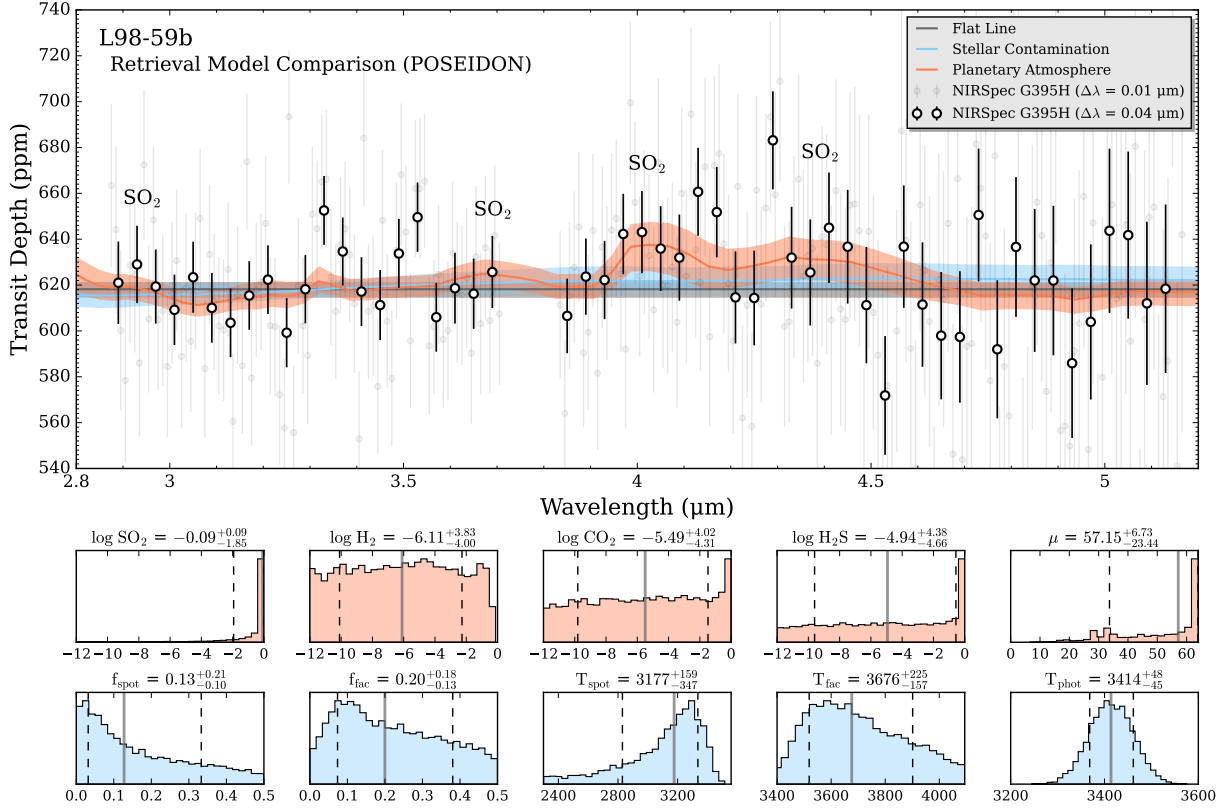 L98-59b
Retrieval Model Comparison (POSEIDON)
Flat Line
Stellar Contamination
Planetary Atmosphere
NIRSpec G395H (Δλ = 0.01 μm)
NIRSpec G395H (Δλ = 0.04 μm)
SO₂
SO₂
SO₂
SO₂
Transit Depth (ppm)
740
720
700
680
660
640
620
600
580
560
540
2.8 3 3.5 4 4.5 5
Wavelength (μm)
log SO₂ = −0.09 +0.09 −1.85
log H₂ = −6.11 +3.83 −4.00
log CO₂ = −5.49 +4.02 −4.31
log H₂S = −4.94 +4.38 −4.66
μ = 57.15 +6.73 −23.44
−12 −10 −8 −6 −4 −2 0
−12 −10 −8 −6 −4 −2 0
−12 −10 −8 −6 −4 −2 0
−12 −10 −8 −6 −4 −2 0
0 10 20 30 40 50 60
f_spot = 0.13 +0.21 −0.10
f_fac = 0.20 +0.18 −0.13
T_spot = 3177 +159 −347
T_fac = 3676 +225 −157
T_phot = 3414 +48 −45
0.0 0.1 0.2 0.3 0.4 0.5
0.0 0.1 0.2 0.3 0.4 0.5
2400 2800 3200
3400 3600 3800 4000
3200 3300 3400 3500 3600